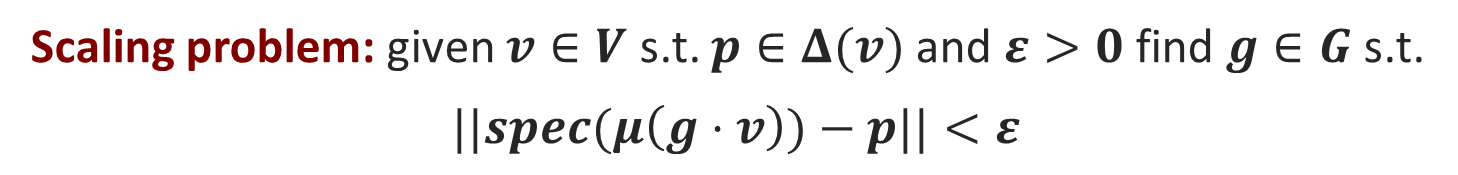 Scaling problem: given v ∈ V s.t. p ∈ Δ(v) and ε > 0 find g ∈ G s.t.
||spec(μ(g · v)) − p|| < ε